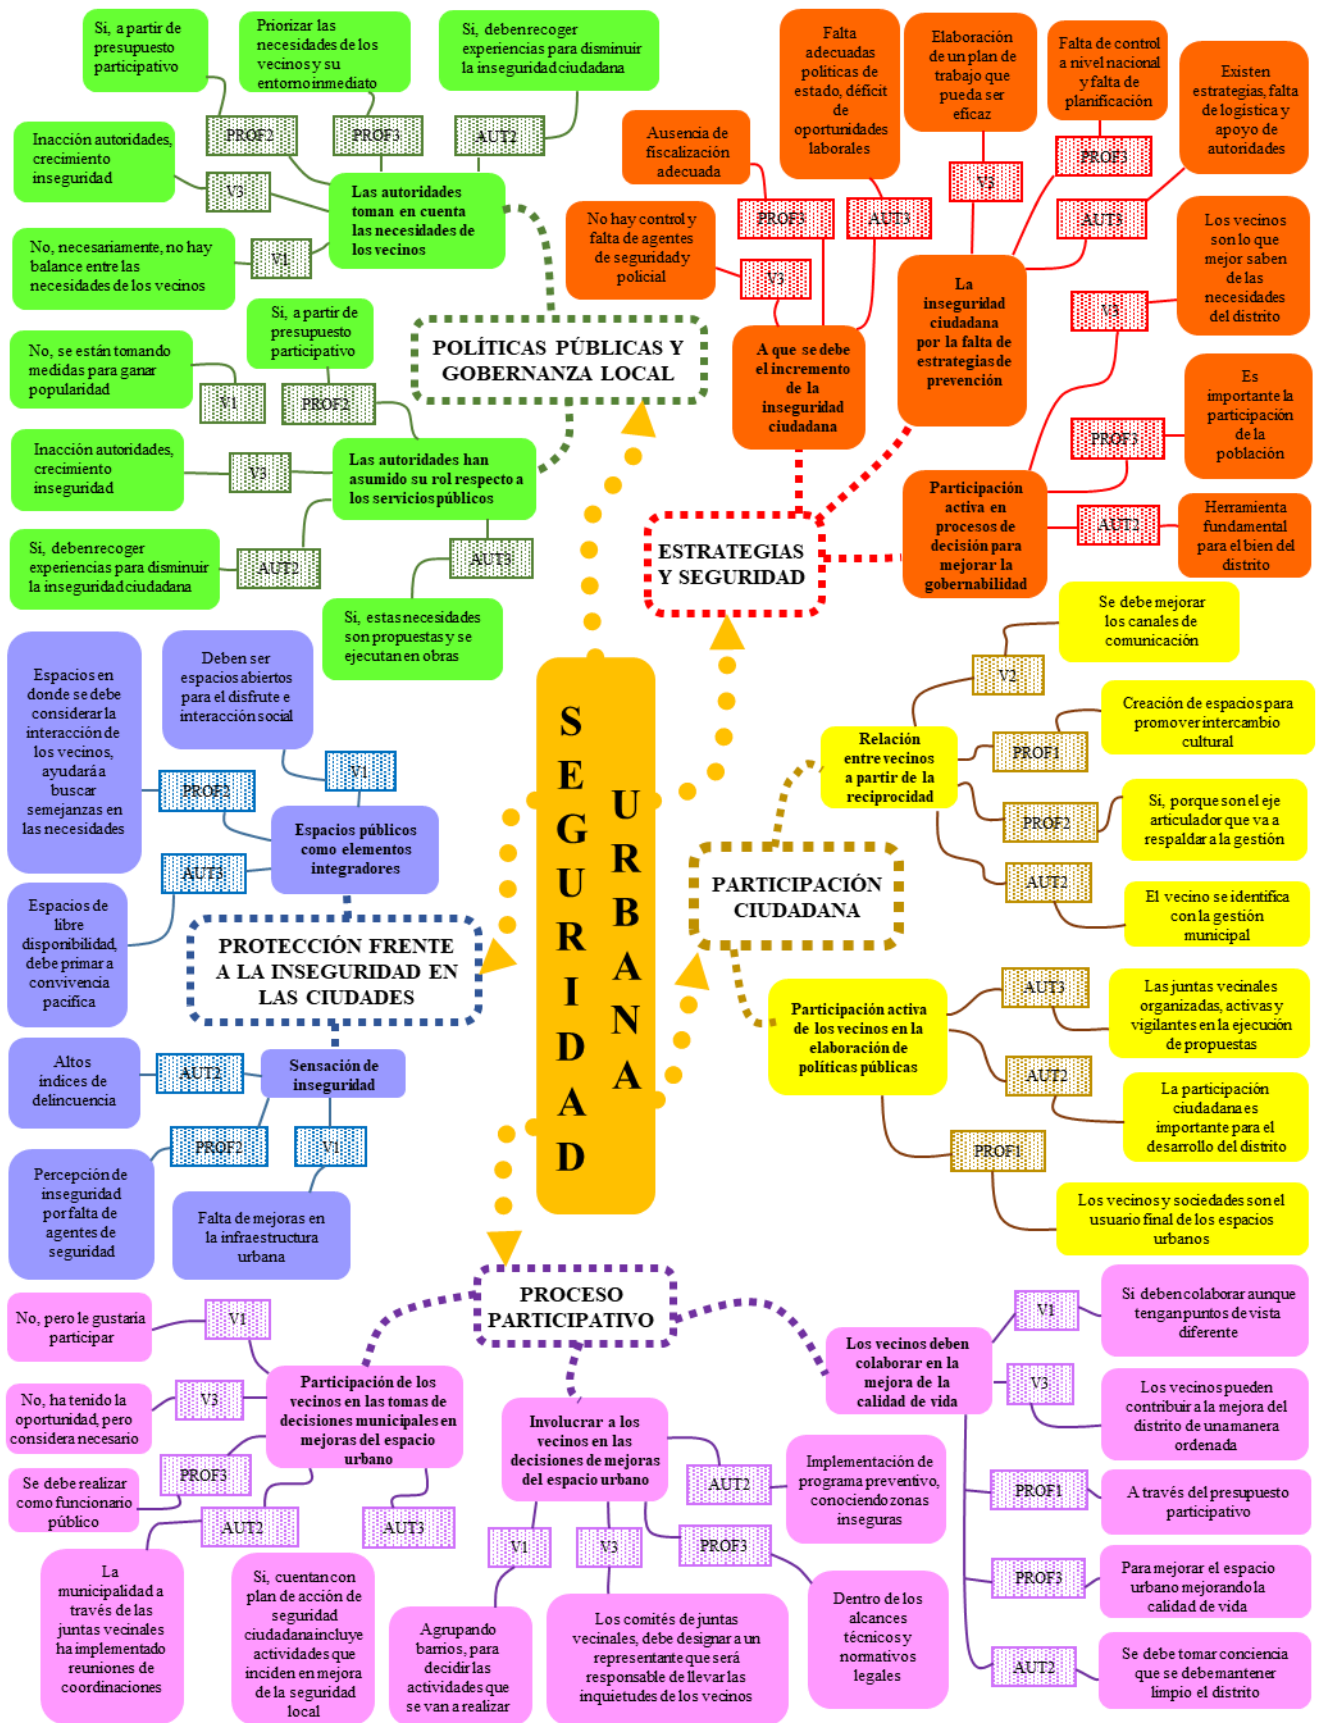 Si, a partir de
presupuesto
participativo
Priorizar las
necesidades de los
vecinos y su
entorno inmediato
Si, deben recoger
experiencias para disminuir
la inseguridad ciudadana
PROF2
PROF3
AUT2
Inacción autoridades,
crecimiento
inseguridad
V3
No, necesariamente, no hay
balance entre las
necesidades de los vecinos
V1
Las autoridades
toman en cuenta
las necesidades de
los vecinos
POLÍTICAS PÚBLICAS Y
GOBERNANZA LOCAL
Si, a partir de
presupuesto
participativo
PROF2
No, se están tomando
medidas para ganar
popularidad
V1
Inacción autoridades,
crecimiento
inseguridad
V3
Las autoridades han
asumido su rol respecto a
los servicios públicos
Si, deben recoger
experiencias para disminuir
la inseguridad ciudadana
AUT2
AUT3
Si, estas necesidades
son propuestas y se
ejecutan en obras
Falta
adecuadas
políticas de
estado, déficit
de
oportunidades
laborales
AUT3
Ausencia de
fiscalización
adecuada
PROF3
No hay control y
falta de agentes
de seguridad y
policial
V3
A que se debe
el incremento
de la
inseguridad
ciudadana
Elaboración
de un plan de
trabajo que
pueda ser
eficaz
V3
Falta de control
a nivel nacional
y falta de
planificación
PROF3
Existen
estrategias, falta
de logística y
apoyo de
autoridades
AUT3
La
inseguridad
ciudadana
por la falta de
estrategias de
prevención
Los vecinos
son lo que
mejor saben
de las
necesidades
del distrito
V3
Es
importante la
participación
de la
población
PROF3
Herramienta
fundamental
para el bien del
distrito
AUT2
Participación
activa en
procesos de
decisión para
mejorar la
gobernabilidad
ESTRATEGIAS
Y SEGURIDAD
SEGURIDAD
URBANA
Espacios en
donde se debe
considerar la
interacción de
los vecinos,
ayudará a
buscar
semejanzas en
las necesidades
PROF2
Deben ser
espacios abiertos
para el disfrute e
interacción social
V1
Espacios públicos
como elementos
integradores
AUT3
Espacios de
libre
disponibilidad,
debe primar a
convivencia
pacífica
PROTECCIÓN FRENTE
A LA INSEGURIDAD EN
LAS CIUDADES
Sensación de
inseguridad
Altos
índices de
delincuencia
AUT2
PROF2
Percepción de
inseguridad
por falta de
agentes de
seguridad
V1
Falta de mejoras en
la infraestructura
urbana
Se debe mejorar
los canales de
comunicación
V2
Relación
entre vecinos
a partir de la
reciprocidad
Creación de espacios para
promover intercambio
cultural
PROF1
Si, porque son el eje
articulador que va a
respaldar a la gestión
PROF2
AUT2
El vecino se identifica
con la gestión
municipal
PARTICIPACIÓN
CIUDADANA
Participación activa
de los vecinos en la
elaboración de
políticas públicas
AUT3
Las juntas vecinales
organizadas, activas y
vigilantes en la ejecución
de propuestas
AUT2
La participación
ciudadana es
importante para el
desarrollo del distrito
PROF1
Los vecinos y sociedades son el
usuario final de los espacios
urbanos
PROCESO
PARTICIPATIVO
No, pero le gustaría
participar
V1
No, ha tenido la
oportunidad, pero
considera necesario
V3
Se debe realizar
como funcionario
público
PROF3
Participación de los
vecinos en las tomas de
decisiones municipales en
mejoras del espacio
urbano
AUT2
La
municipalidad a
través de las
juntas vecinales
ha implementado
reuniones de
coordinaciones
AUT3
Si, cuentan con
plan de acción de
seguridad
ciudadana incluye
actividades que
inciden en mejora
de la seguridad
local
Involucrar a los
vecinos en las
decisiones de mejoras
del espacio urbano
V1
Agrupando
barrios, para
decidir las
actividades que
se van a realizar
V3
Los comités de juntas
vecinales, debe designar a un
representante que será
responsable de llevar las
inquietudes de los vecinos
AUT2
Implementación de
programa preventivo,
conociendo zonas
inseguras
PROF3
Dentro de los
alcances
técnicos y
normativos
legales
Los vecinos deben
colaborar en la
mejora de la
calidad de vida
V1
Si deben colaborar aunque
tengan puntos de vista
diferente
V3
Los vecinos pueden
contribuir a la mejora del
distrito de una manera
ordenada
PROF1
A través del presupuesto
participativo
PROF3
Para mejorar el espacio
urbano mejorando la
calidad de vida
AUT2
Se debe tomar conciencia
que se debe mantener
limpio el distrito